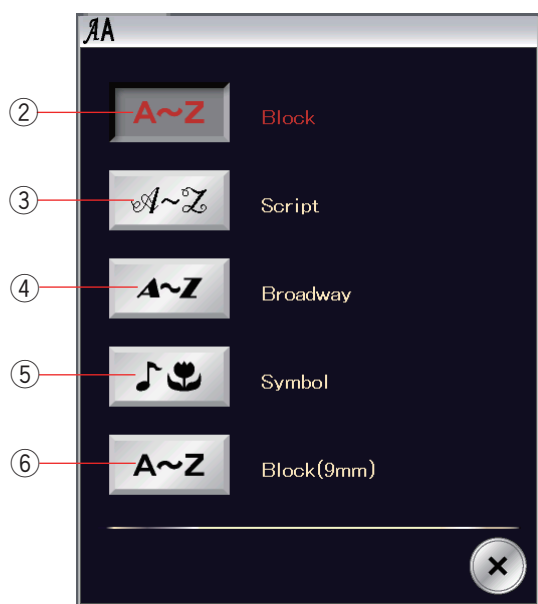 AA
② A~Z Block
③ A~Z Script
④ A~Z Broadway
⑤ Symbol
⑥ A~Z Block(9mm)